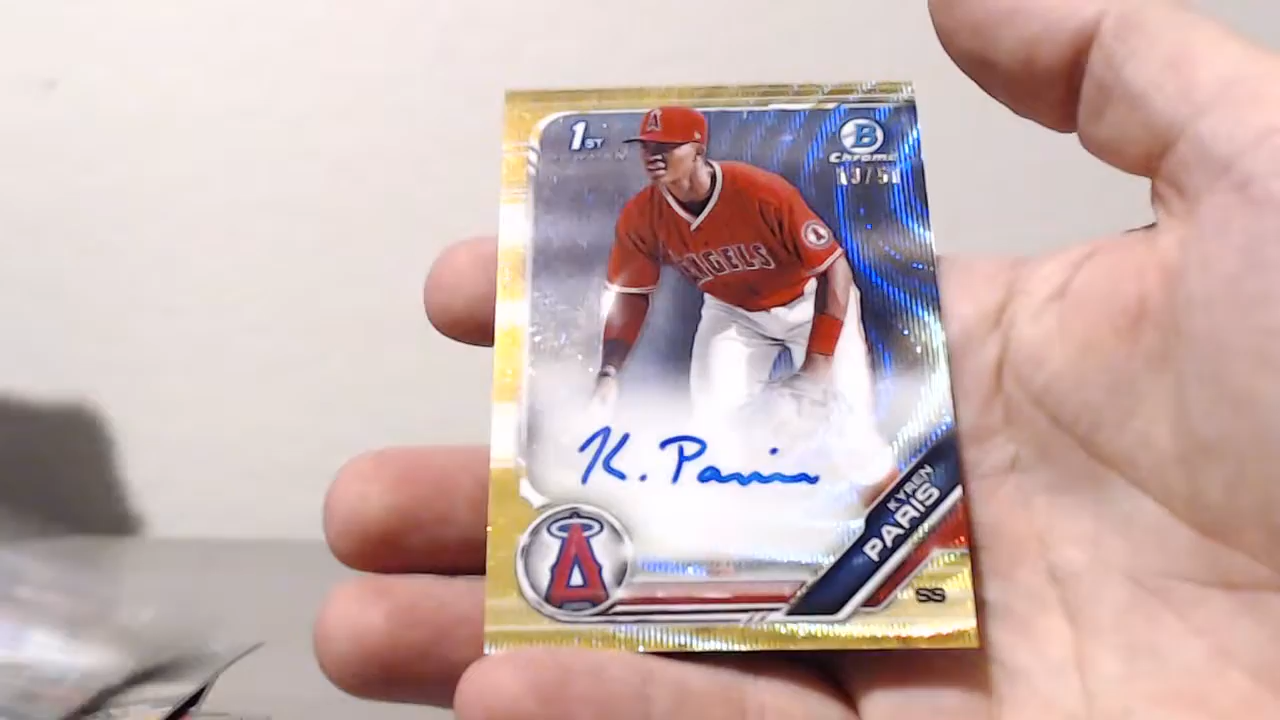 1ST
BOWMAN
B
Chrome
A
ANGELS
A
K. Paris
KYREN
PARIS
A
SS